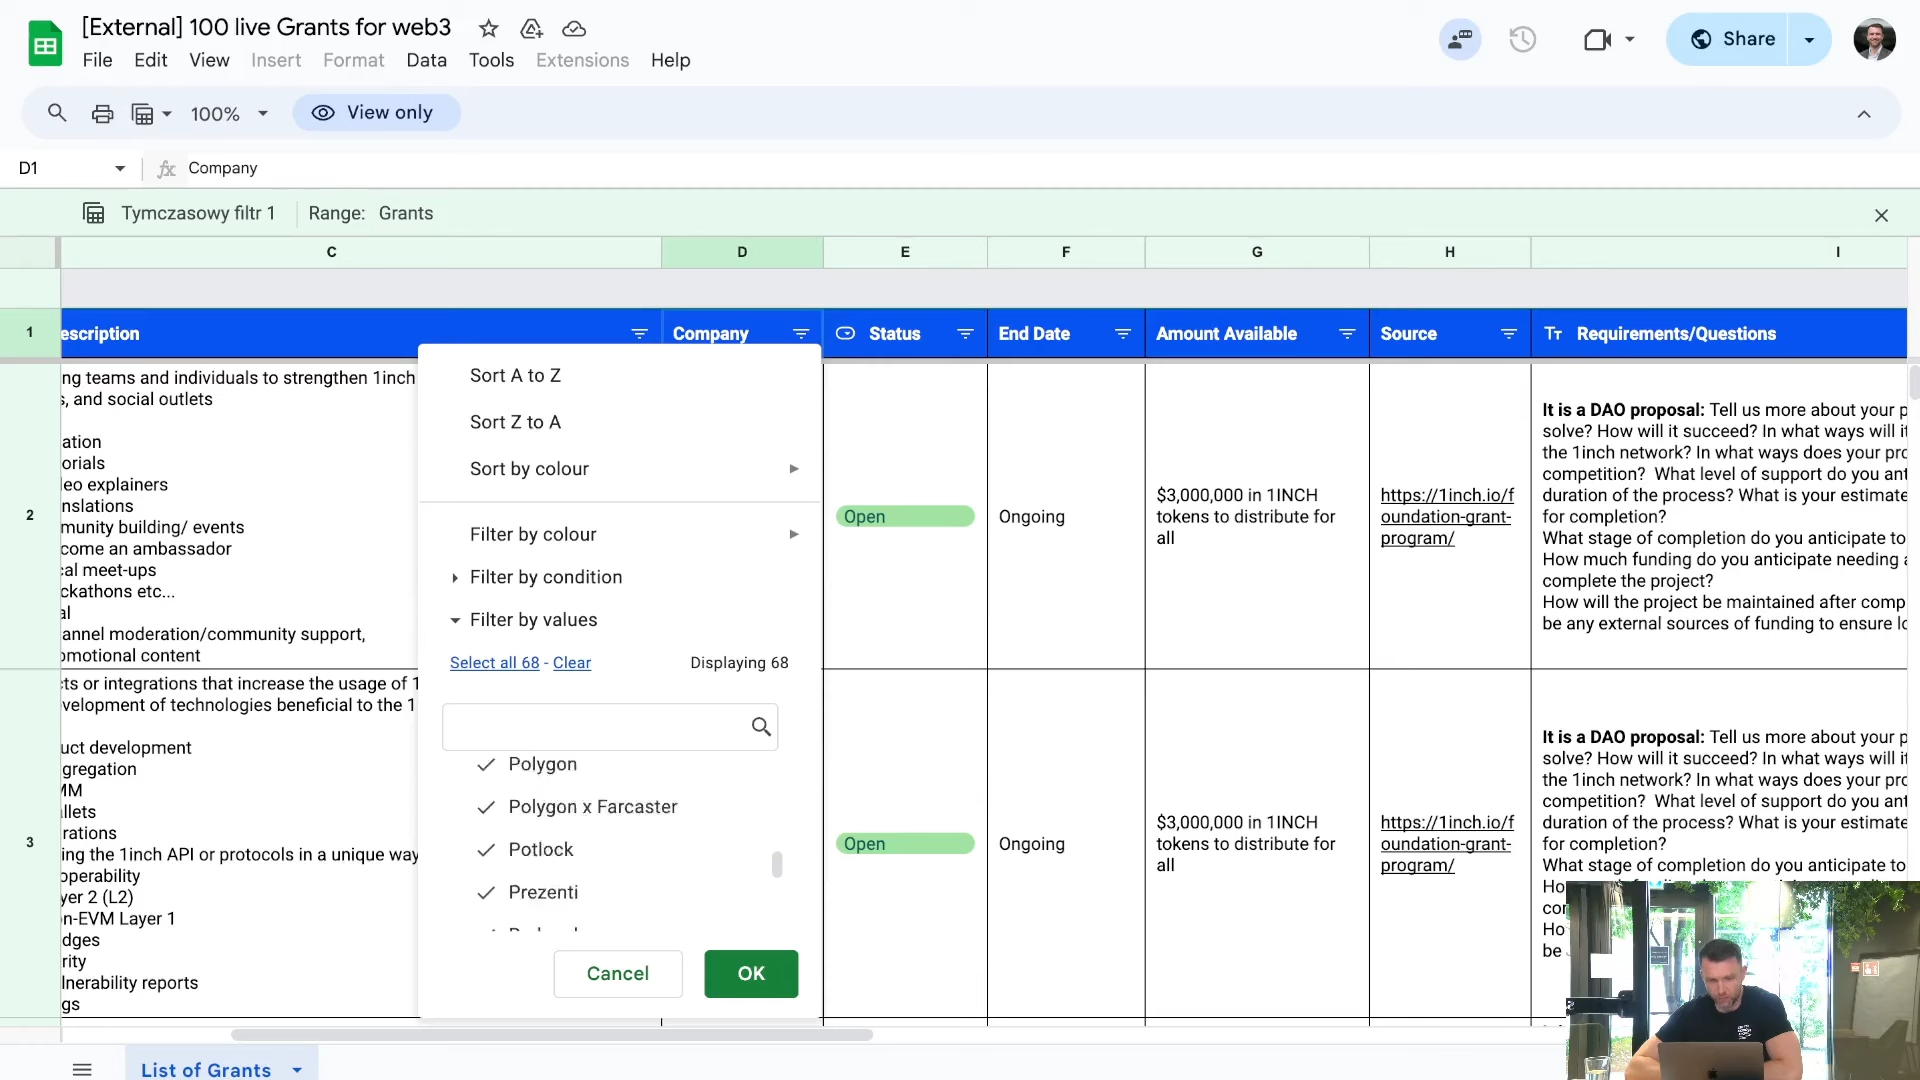 [External] 100 live Grants for web3
File Edit View Insert Format Data Tools Extensions Help
Share
100%
View only
D1
fx Company
Tymczasowy filtr 1 Range: Grants
C D E F G H I
1
escription
Company
Status
End Date
Amount Available
Source
Tт Requirements/Questions
2
ng teams and individuals to strengthen 1inch
s, and social outlets
ation
orials
eo explainers
nslations
munity building/ events
come an ambassador
cal meet-ups
ckathons etc...
al
annel moderation/community support,
omotional content
Open
Ongoing
$3,000,000 in 1INCH
tokens to distribute for
all
https://1inch.io/f
oundation-grant-
program/
It is a DAO proposal: Tell us more about your p
solve? How will it succeed? In what ways will it
the 1inch network? In what ways does your pro
competition? What level of support do you ant
duration of the process? What is your estimate
for completion?
What stage of completion do you anticipate to
How much funding do you anticipate needing a
complete the project?
How will the project be maintained after comp
be any external sources of funding to ensure lo
3
cts or integrations that increase the usage of 1
velopment of technologies beneficial to the 1
uct development
gregation
MM
llets
rations
ing the 1inch API or protocols in a unique way
operability
yer 2 (L2)
n-EVM Layer 1
dges
rity
lnerability reports
gs
Open
Ongoing
$3,000,000 in 1INCH
tokens to distribute for
all
https://1inch.io/f
oundation-grant-
program/
It is a DAO proposal: Tell us more about your p
solve? How will it succeed? In what ways will it
the 1inch network? In what ways does your pro
competition? What level of support do you ant
duration of the process? What is your estimate
for completion?
What stage of completion do you anticipate to
Ho
con
Ho
be
Sort A to Z
Sort Z to A
Sort by colour
Filter by colour
Filter by condition
Filter by values
Select all 68 - Clear
Displaying 68
Polygon
Polygon x Farcaster
Potlock
Prezenti
Cancel
OK
List of Grants